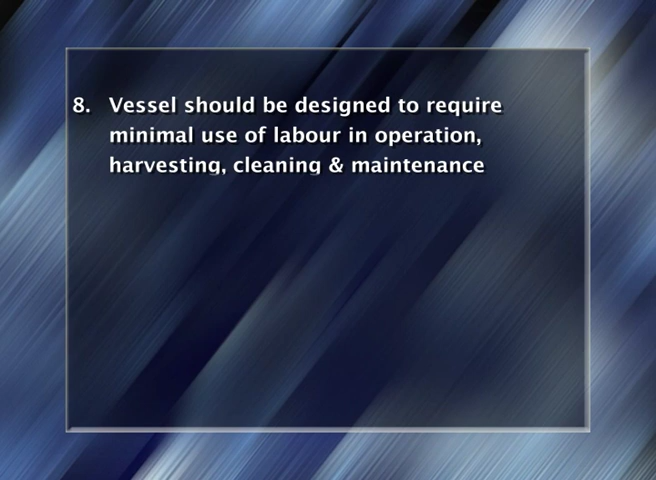 8. Vessel should be designed to require
minimal use of labour in operation,
harvesting, cleaning & maintenance